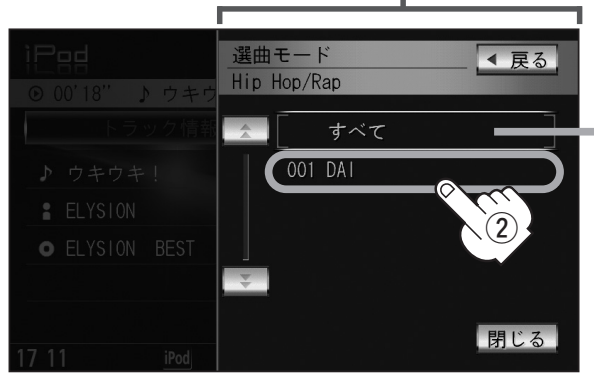 iPod
00'18" ♪ ウキウ
トラック情報
♪ ウキウキ！
ELYSION
ELYSION BEST
17 11
iPod
選曲モード
戻る
Hip Hop/Rap
すべて
001 DAI
②
閉じる